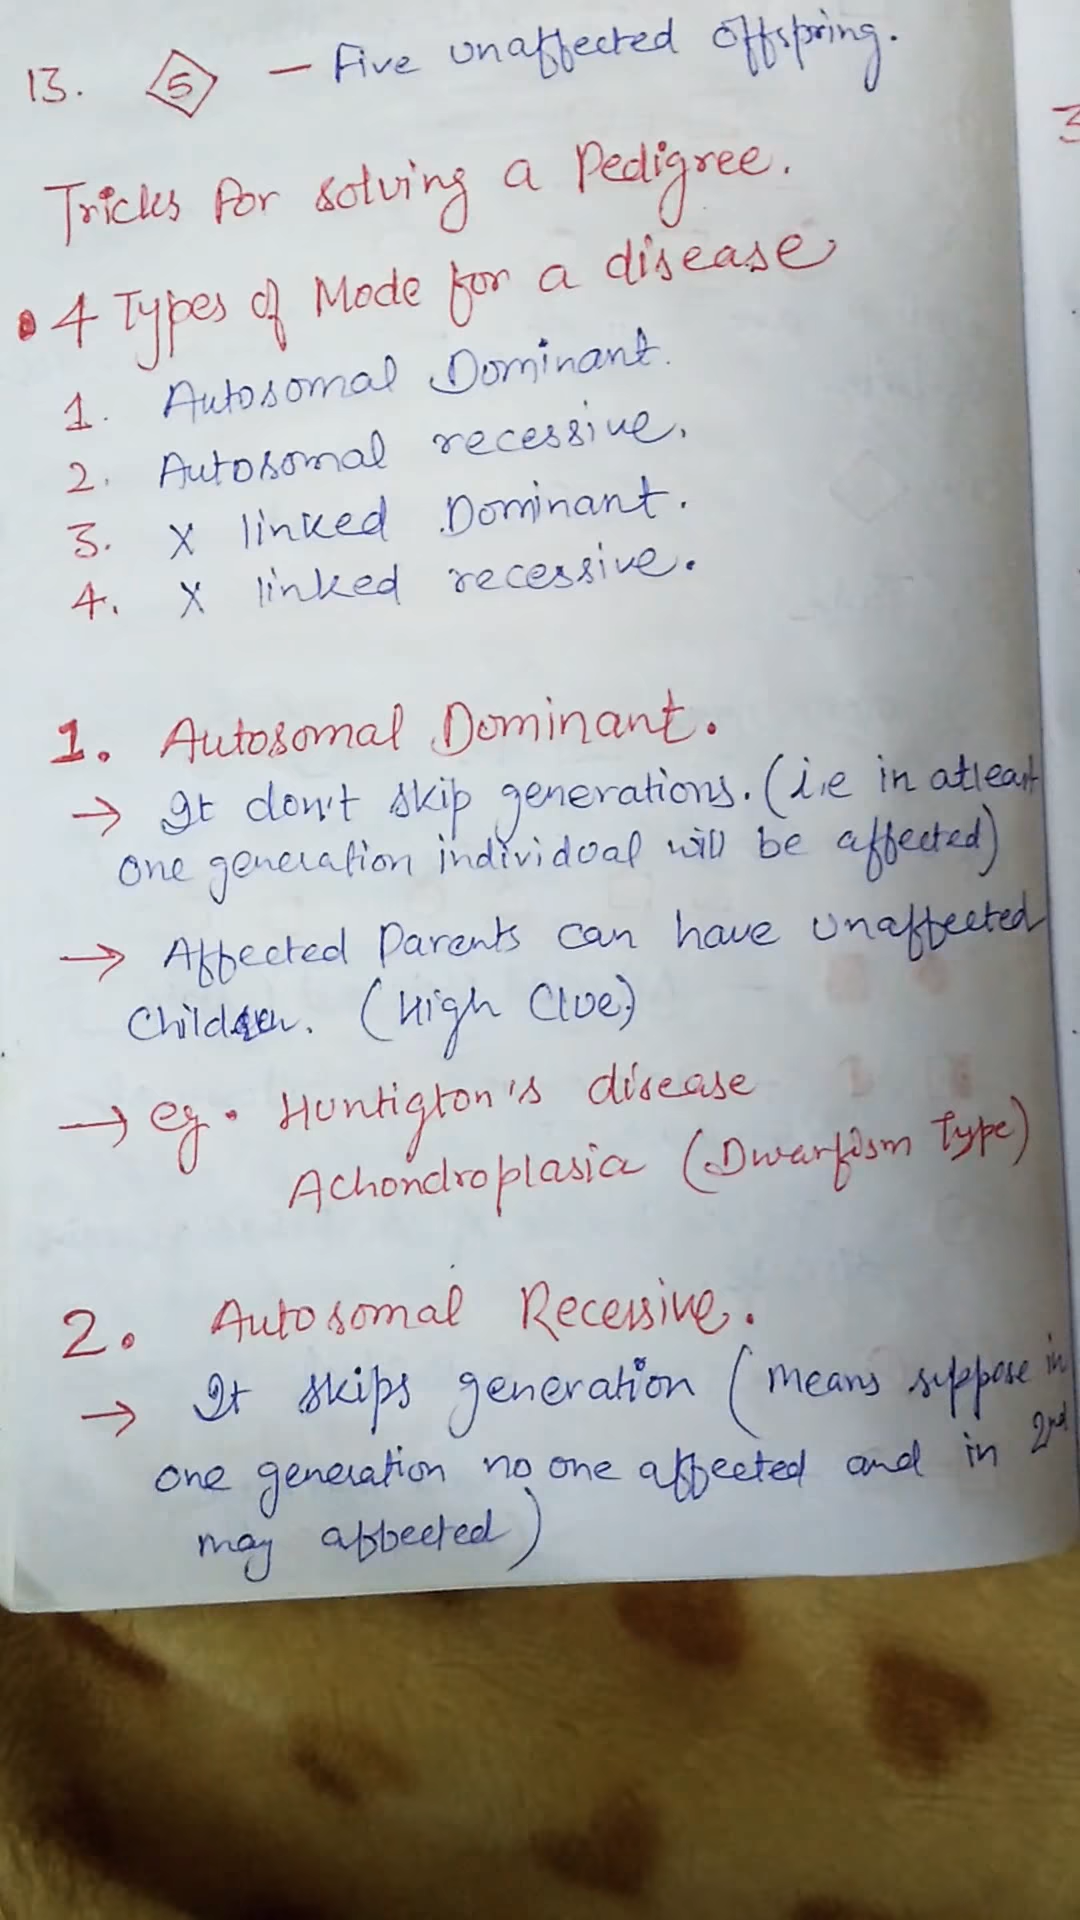 13. 5 – Five unaffected offspring.
Tricks for solving a Pedigree.
• 4 Types of Mode for a disease
1. Autosomal Dominant.
2. Autosomal recessive.
3. X linked Dominant.
4. X linked recessive.
1. Autosomal Dominant.
→ It don't skip generations. (i.e in atleast
one generation individual will be affected)
→ Affected Parents can have unaffected
Children. (High Clue)
→ eg. Huntigton's disease
Achondroplasia (Dwarfism Type)
2. Autosomal Recessive.
→ It skips generation (means suppose in
one generation no one affected and in 2nd
may affected)
3